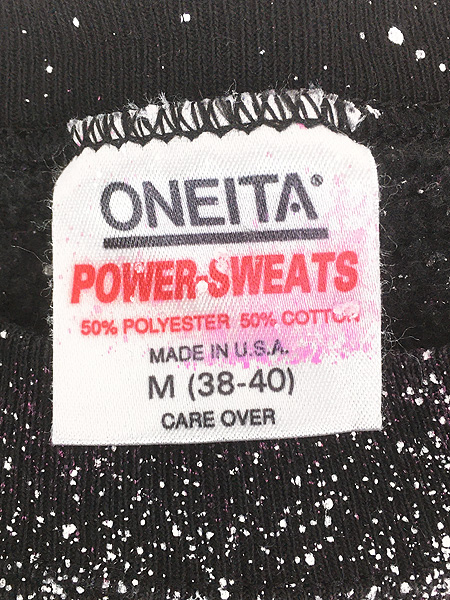 ONEITA®
POWER-SWEATS
50% POLYESTER 50% COTTON
MADE IN U.S.A.
M (38-40)
CARE OVER